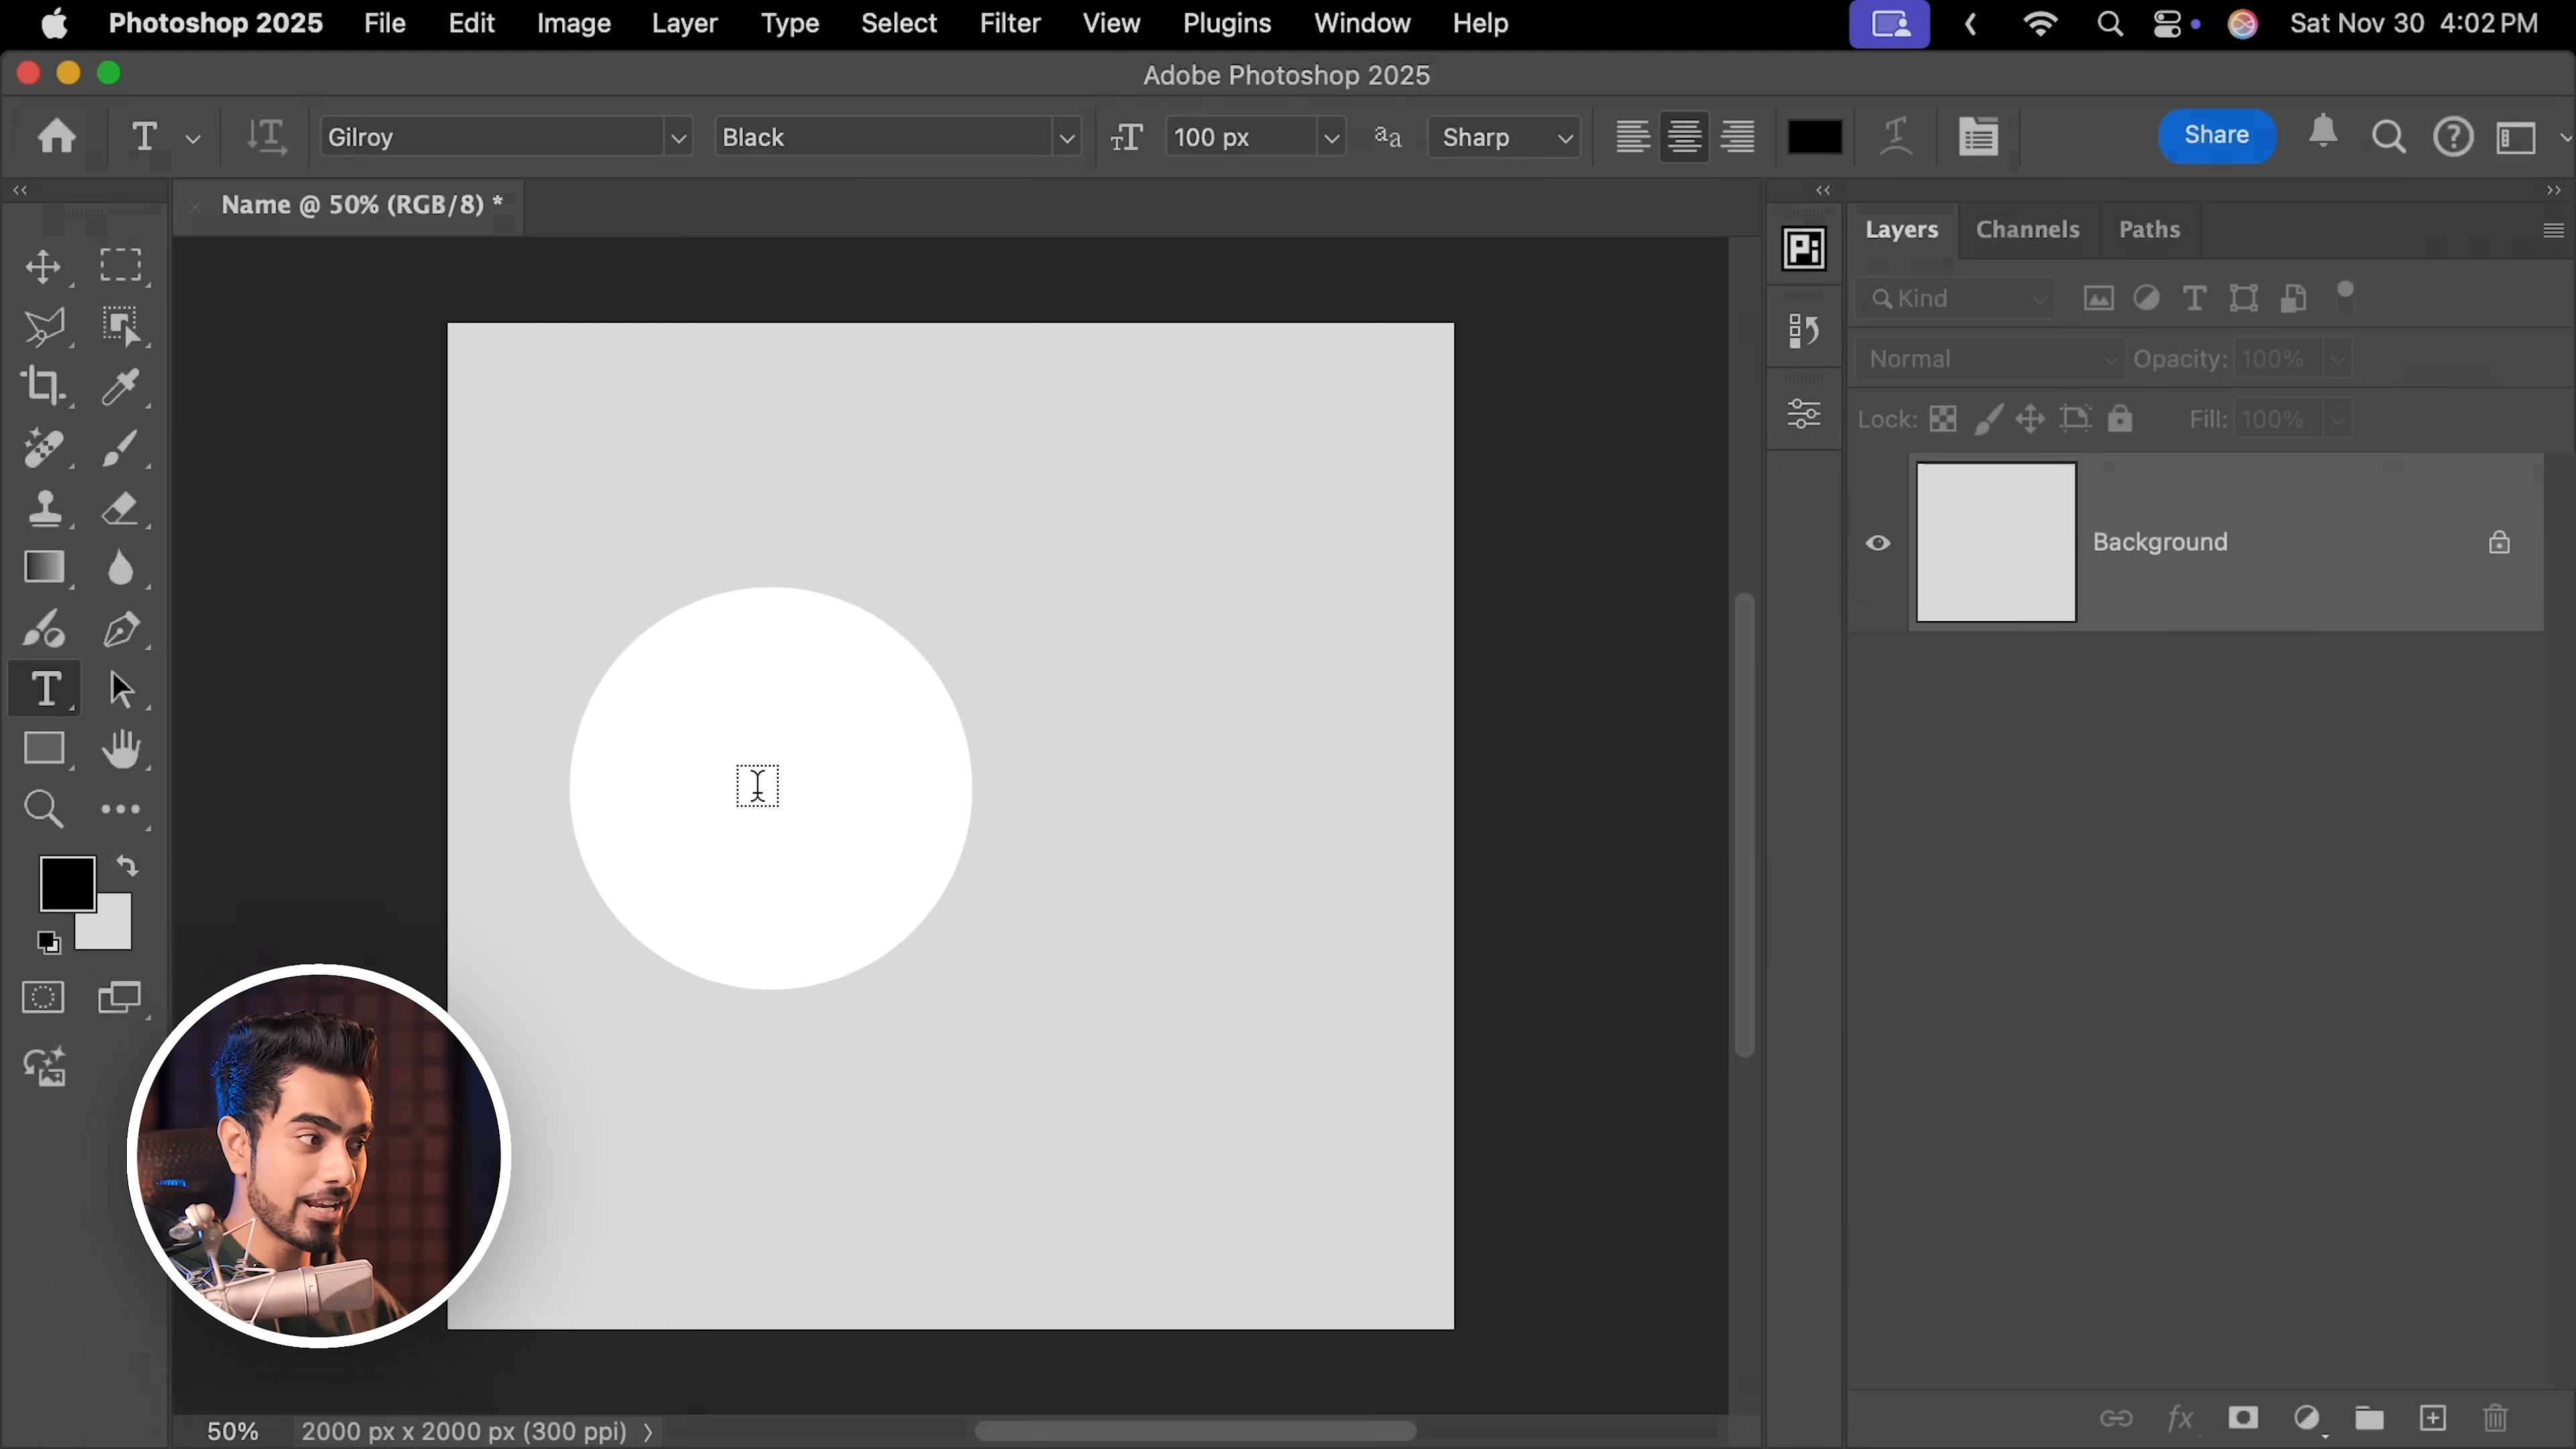 Photoshop 2025 File Edit Image Layer Type Select Filter View Plugins Window Help Sat Nov 30 4:02 PM
Adobe Photoshop 2025
Gilroy Black 100 px Sharp Share
Name @ 50% (RGB/8) *
Layers Channels Paths
Kind
Normal Opacity: 100%
Lock: Fill: 100%
Background
50% 2000 px x 2000 px (300 ppi)